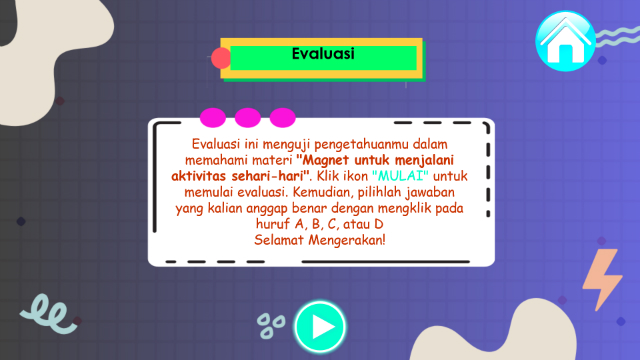 Evaluasi
Evaluasi ini menguji pengetahuanmu dalam
memahami materi "Magnet untuk menjalani
aktivitas sehari-hari". Klik ikon "MULAI" untuk
memulai evaluasi. Kemudian, pilihlah jawaban
yang kalian anggap benar dengan mengklik pada
huruf A, B, C, atau D
Selamat Mengerakan!